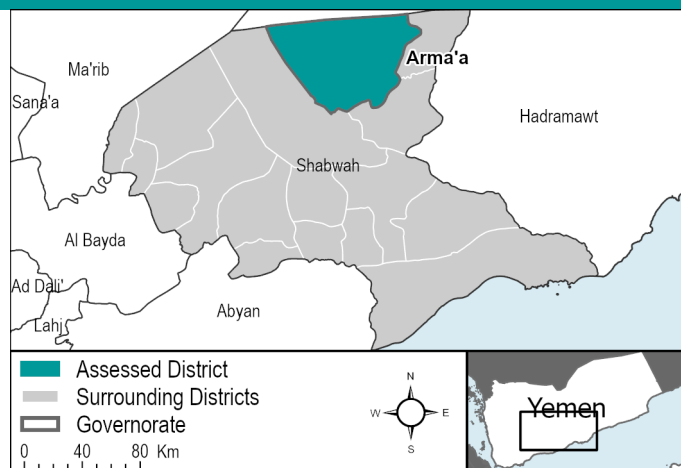 Arma'a
Ma'rib
Sana'a
Hadramawt
Shabwah
Al Bayda
Ad Dali'
Abyan
Lahj
Assessed District
Surrounding Districts
Governorate
0 40 80 Km
N
W E
S
Yemen